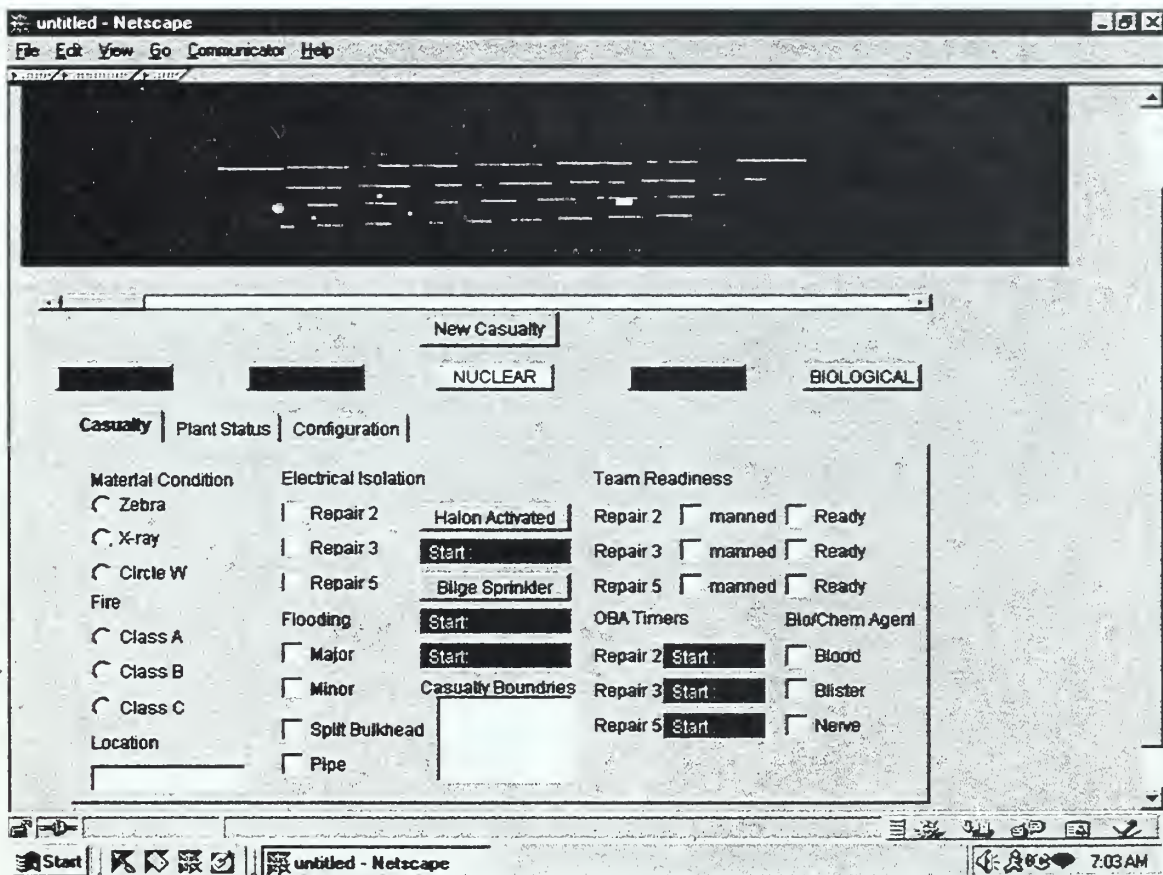 untitled - Netscape
File Edit View Go Communicator Help
New Casualty
NUCLEAR BIOLOGICAL
Casualty Plant Status Configuration
Material Condition
Zebra
X-ray
Circle W
Fire
Class A
Class B
Class C
Location
Electrical Isolation
Repair 2
Repair 3
Repair 5
Flooding
Major
Minor
Split Bulkhead
Pipe
Halon Activated
Start:
Bilge Sprinkler
Start:
Start:
Casualty Boundries
Team Readiness
Repair 2 manned Ready
Repair 3 manned Ready
Repair 5 manned Ready
OBA Timers
Repair 2 Start:
Repair 3 Start:
Repair 5 Start:
Bio/Chem Agent
Blood
Blister
Nerve
Start untitled - Netscape 7:03 AM